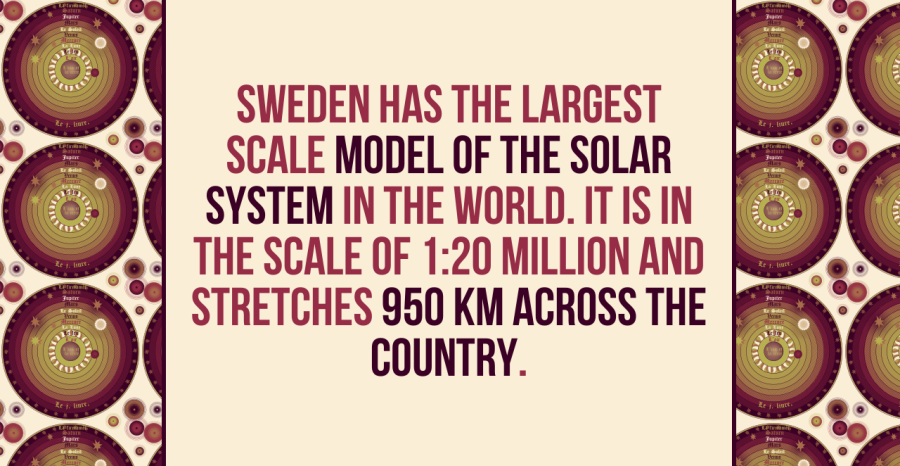 SWEDEN HAS THE LARGEST
SCALE MODEL OF THE SOLAR
SYSTEM IN THE WORLD. IT IS IN
THE SCALE OF 1:20 MILLION AND
STRETCHES 950 KM ACROSS THE
COUNTRY.